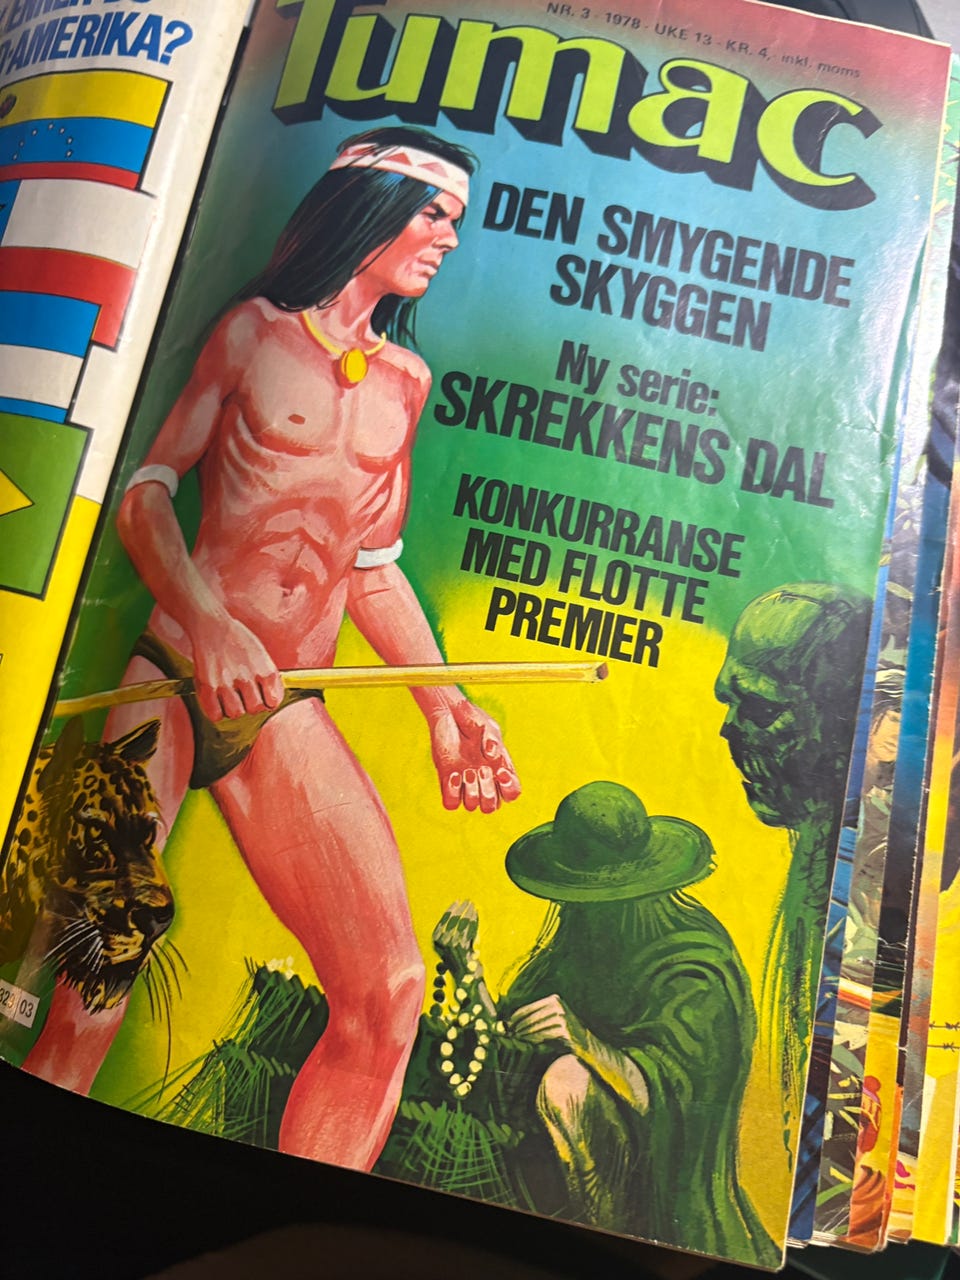 AMERIKA?
NR. 3 - 1978 - UKE 13 - KR. 4,- inkl. moms
Tumac
DEN SMYGENDE
SKYGGEN
Ny serie:
SKREKKENS DAL
KONKURRANSE
MED FLOTTE
PREMIER
03